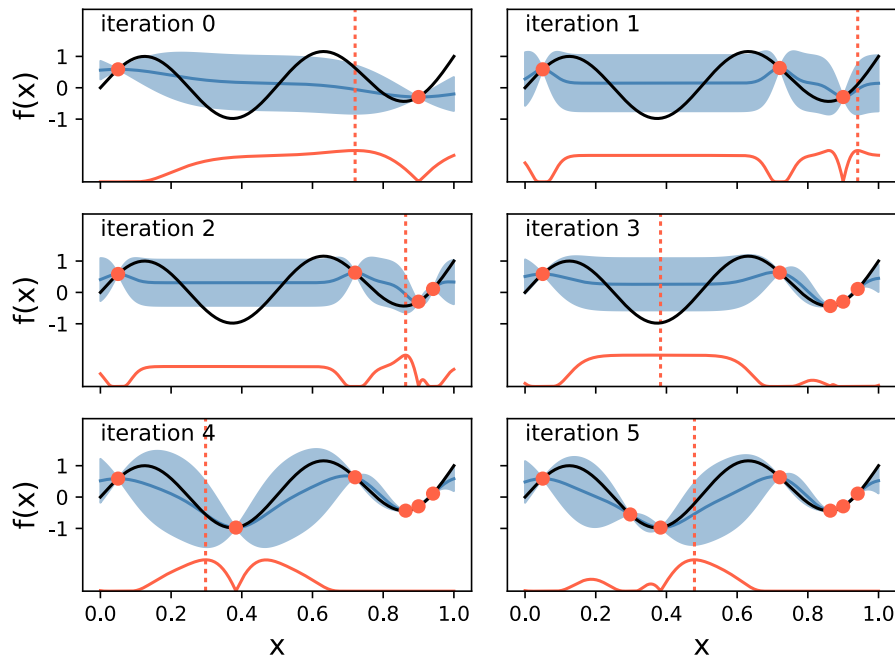 iteration 0
iteration 1
f(x)
1
0
-1
iteration 2
iteration 3
f(x)
1
0
-1
iteration 4
iteration 5
f(x)
1
0
-1
0.0 0.2 0.4 0.6 0.8 1.0
0.0 0.2 0.4 0.6 0.8 1.0
x
x